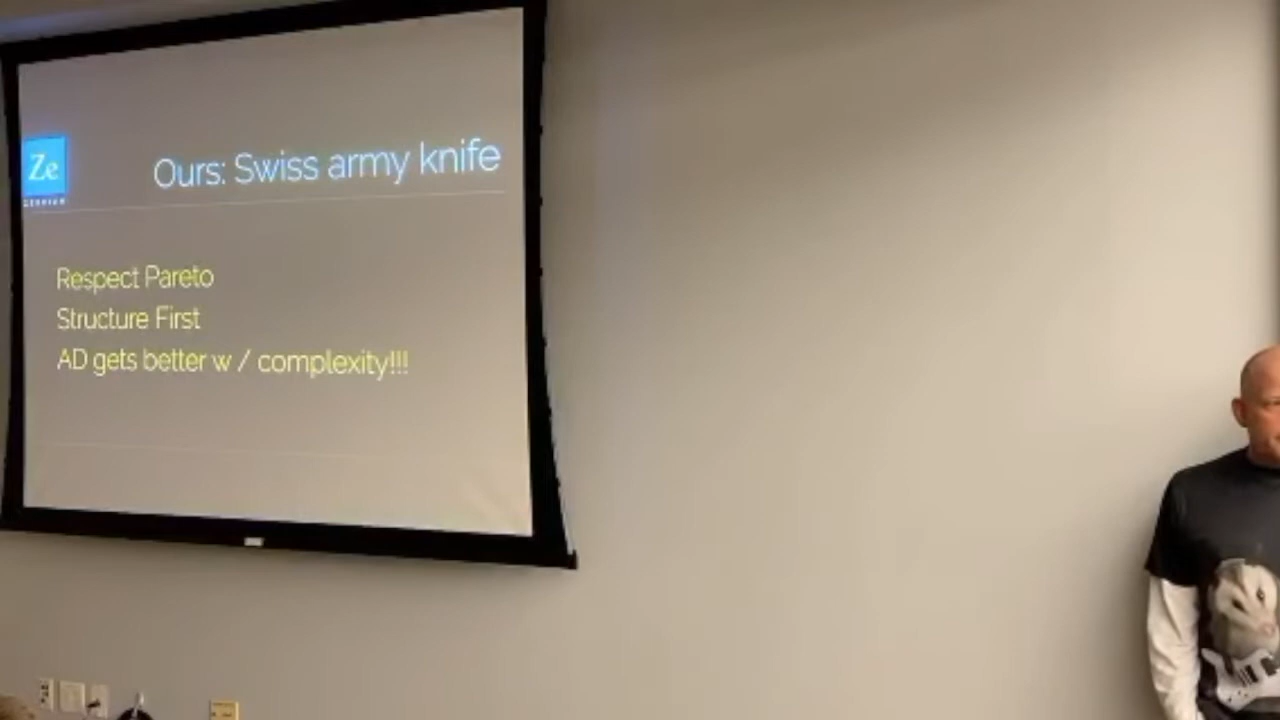 Ze
Ours: Swiss army knife
Respect Pareto
Structure First
AD gets better w / complexity!!!